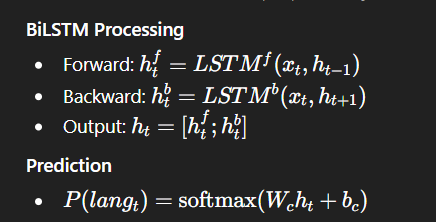 BiLSTM Processing
• Forward: $h_t^f = LSTM^f(x_t, h_{t-1})$
• Backward: $h_t^b = LSTM^b(x_t, h_{t+1})$
• Output: $h_t = [h_t^f; h_t^b]$
Prediction
• $P(lang_t) = \text{softmax}(W_c h_t + b_c)$